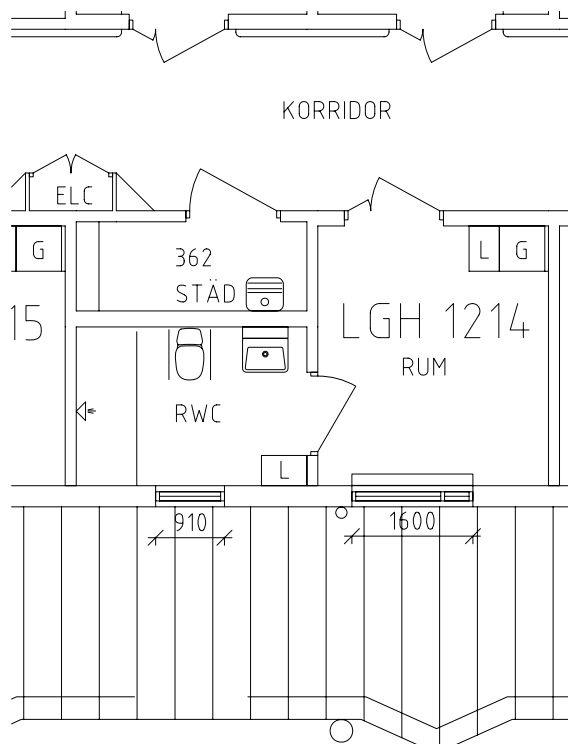 KORRIDOR
ELC
G
362
STÄD
L G
15
LGH 1214
RUM
RWC
L
910
1600